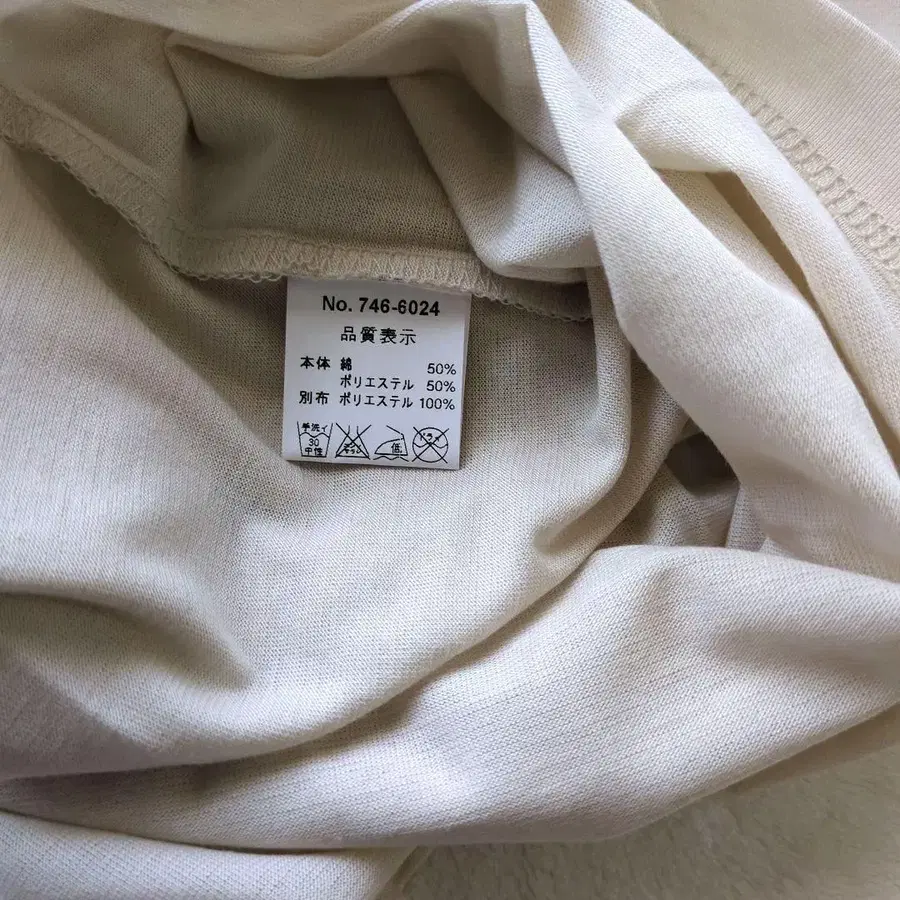 No. 746-6024
品質表示
本体 綿 50%
ポリエステル 50%
別布 ポリエステル 100%
手洗イ
30
中性
低